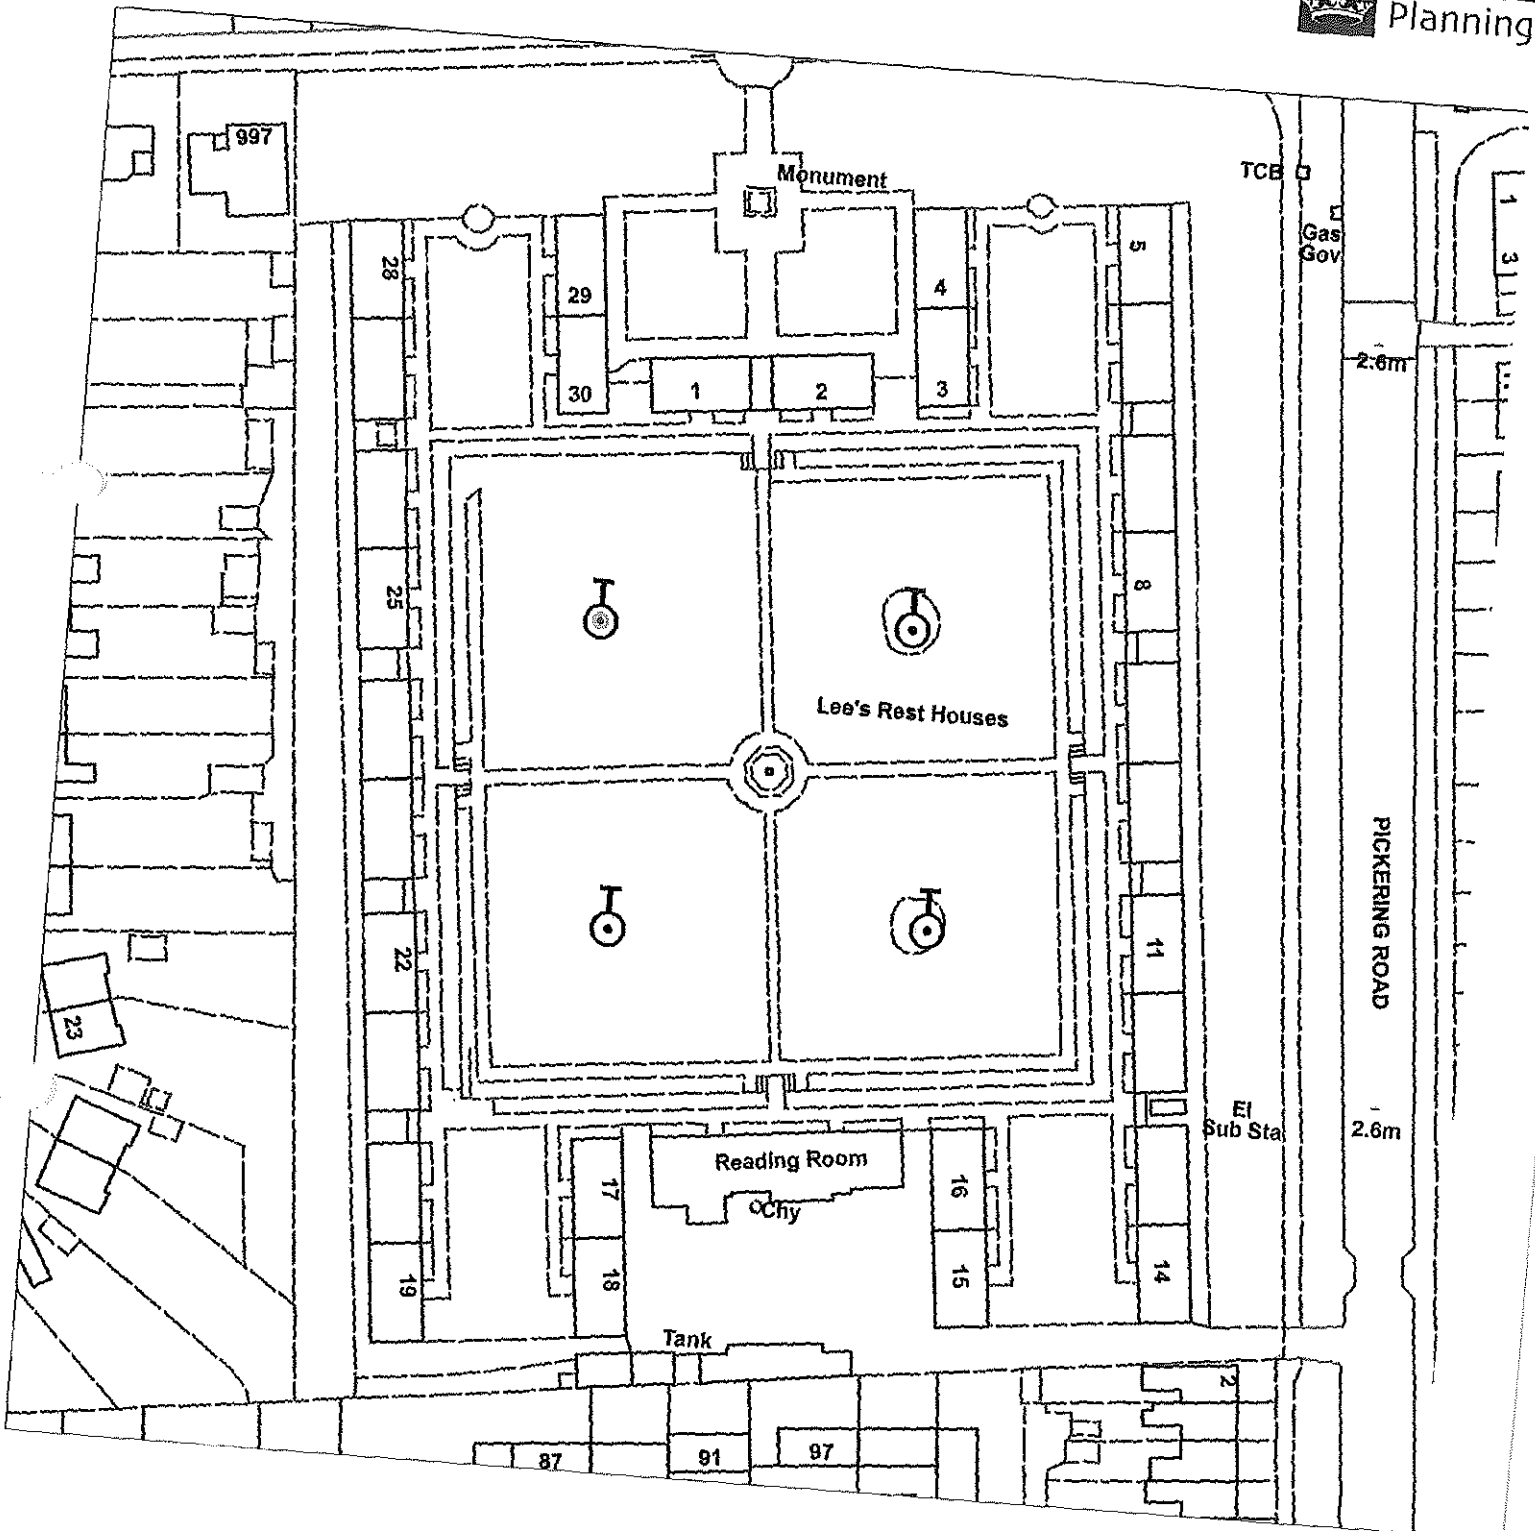 Planning
997
Monument
TCB
1
Gas
Gov
3
28
5
29
4
2.6m
30
1
2
3
25
8
Lee's Rest Houses
PICKERING ROAD
22
11
23
El
Sub Sta
2.6m
Reading Room
17
16
Chy
19
18
15
14
Tank
2
87
91
97